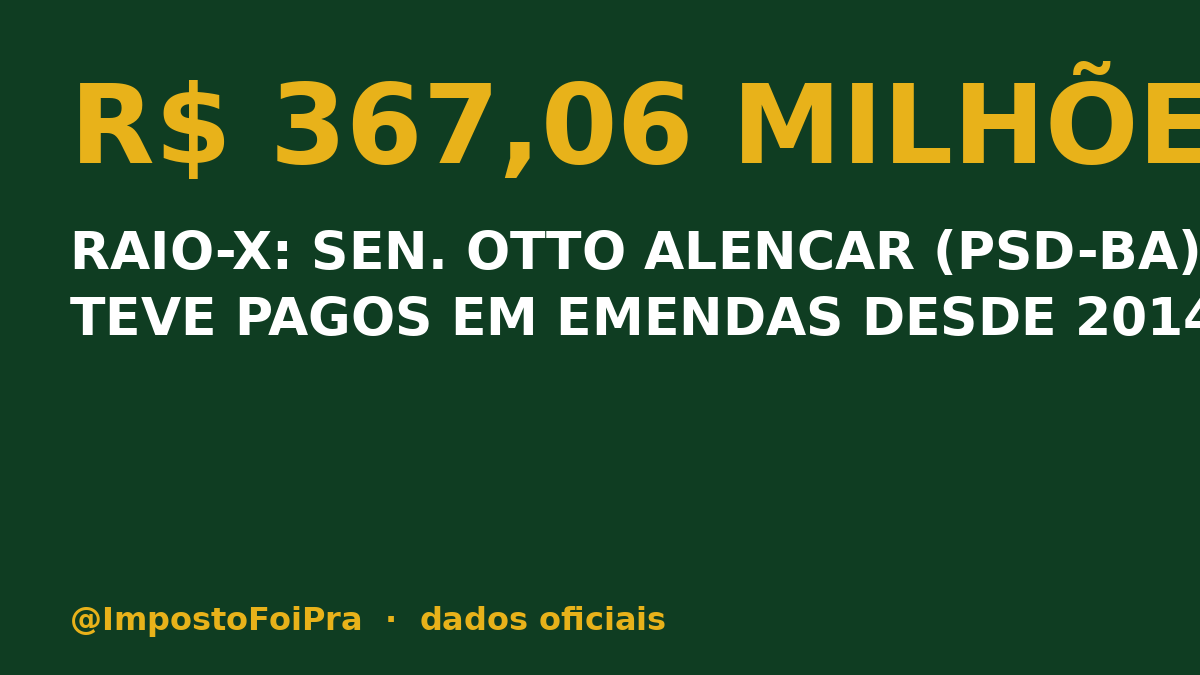 R$ 367,06 MILHÕE
RAIO-X: SEN. OTTO ALENCAR (PSD-BA)
TEVE PAGOS EM EMENDAS DESDE 2014
@ImpostoFoiPra · dados oficiais